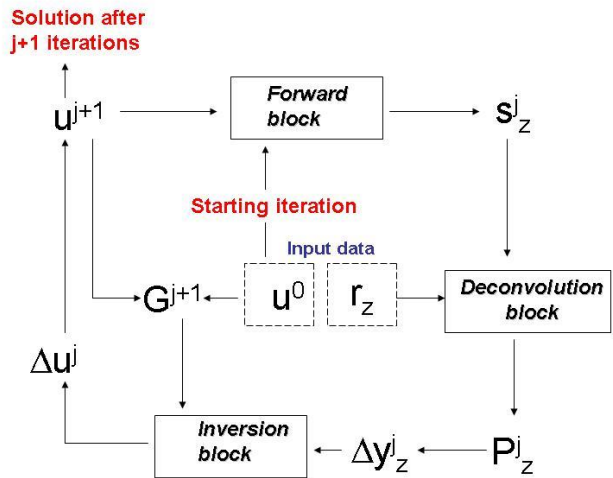 Solution after
j+1 iterations
u^{j+1}
Forward
block
s^j_z
Starting iteration
Input data
G^{j+1}
u^0
r_z
Deconvolution
block
Δu^j
Inversion
block
Δy^j_z
P^j_z